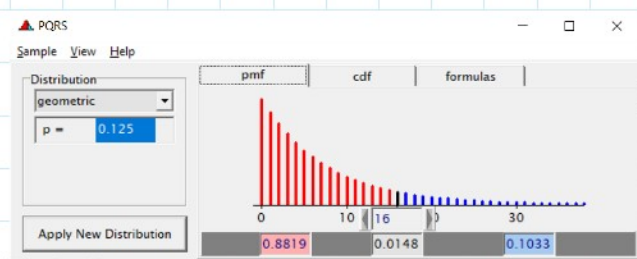 PQRS
Sample View Help
Distribution
geometric
p = 0.125
Apply New Distribution
pmf cdf formulas
0 10 16 30
0.8819 0.0148 0.1033